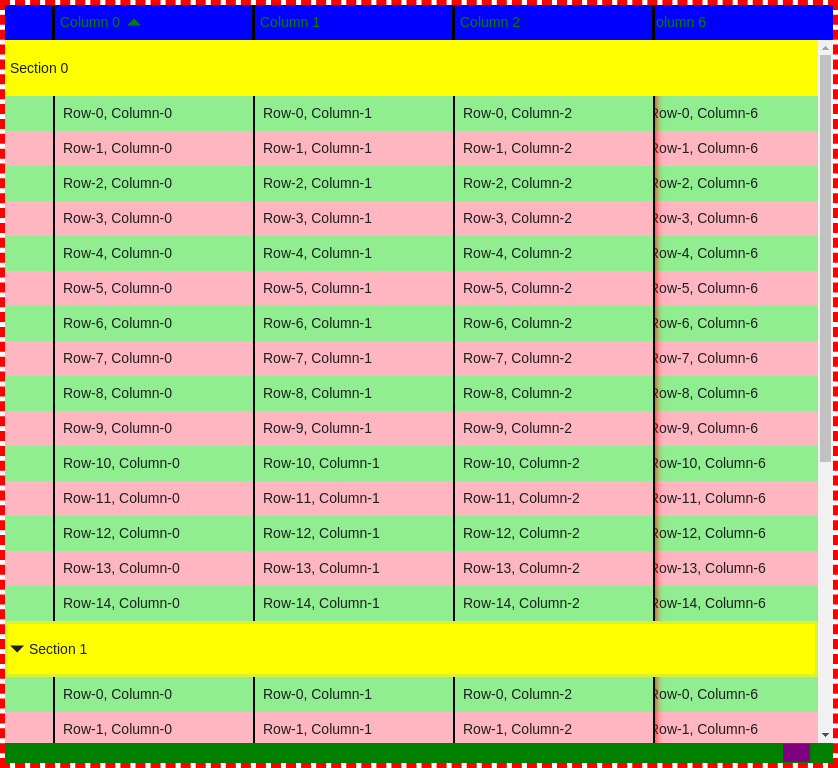 Column 0 Column 1 Column 2 olumn 6
Section 0
Row-0, Column-0 Row-0, Column-1 Row-0, Column-2 Row-0, Column-6
Row-1, Column-0 Row-1, Column-1 Row-1, Column-2 Row-1, Column-6
Row-2, Column-0 Row-2, Column-1 Row-2, Column-2 Row-2, Column-6
Row-3, Column-0 Row-3, Column-1 Row-3, Column-2 Row-3, Column-6
Row-4, Column-0 Row-4, Column-1 Row-4, Column-2 Row-4, Column-6
Row-5, Column-0 Row-5, Column-1 Row-5, Column-2 Row-5, Column-6
Row-6, Column-0 Row-6, Column-1 Row-6, Column-2 Row-6, Column-6
Row-7, Column-0 Row-7, Column-1 Row-7, Column-2 Row-7, Column-6
Row-8, Column-0 Row-8, Column-1 Row-8, Column-2 Row-8, Column-6
Row-9, Column-0 Row-9, Column-1 Row-9, Column-2 Row-9, Column-6
Row-10, Column-0 Row-10, Column-1 Row-10, Column-2 Row-10, Column-6
Row-11, Column-0 Row-11, Column-1 Row-11, Column-2 Row-11, Column-6
Row-12, Column-0 Row-12, Column-1 Row-12, Column-2 Row-12, Column-6
Row-13, Column-0 Row-13, Column-1 Row-13, Column-2 Row-13, Column-6
Row-14, Column-0 Row-14, Column-1 Row-14, Column-2 Row-14, Column-6
Section 1
Row-0, Column-0 Row-0, Column-1 Row-0, Column-2 Row-0, Column-6
Row-1, Column-0 Row-1, Column-1 Row-1, Column-2 Row-1, Column-6